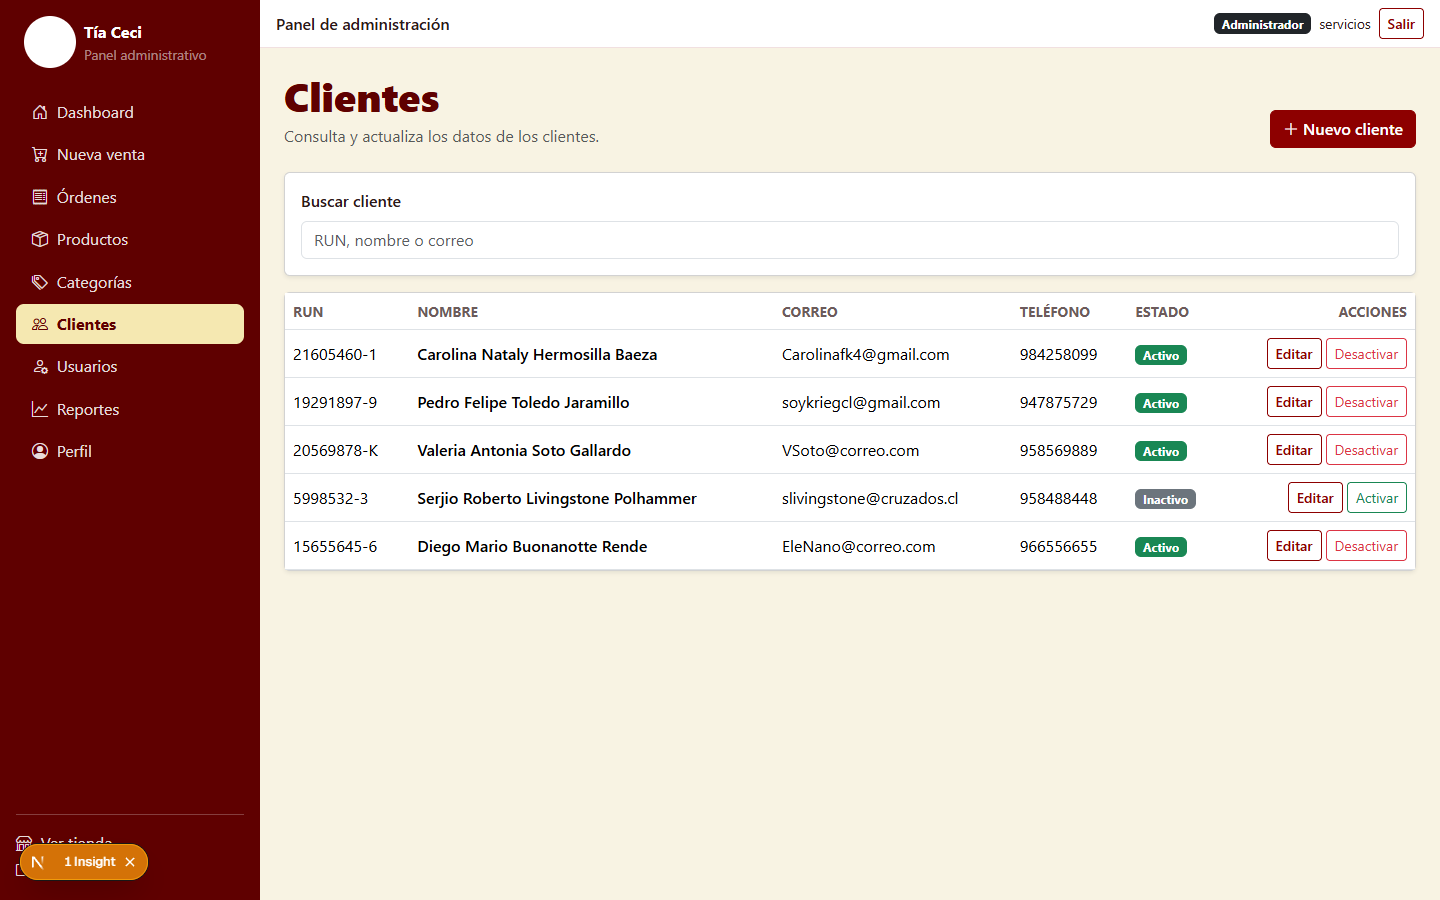 Tía Ceci
Panel administrativo
Dashboard
Nueva venta
Órdenes
Productos
Categorías
Clientes
Usuarios
Reportes
Perfil
Ver tienda
1 Insight
Panel de administración
Administrador servicios Salir
Clientes
Consulta y actualiza los datos de los clientes.
Nuevo cliente
Buscar cliente
RUN, nombre o correo
RUN NOMBRE CORREO TELÉFONO ESTADO ACCIONES
21605460-1 Carolina Nataly Hermosilla Baeza Carolinafk4@gmail.com 984258099 Activo Editar Desactivar
19291897-9 Pedro Felipe Toledo Jaramillo soykriegcl@gmail.com 947875729 Activo Editar Desactivar
20569878-K Valeria Antonia Soto Gallardo VSoto@correo.com 958569889 Activo Editar Desactivar
5998532-3 Serjio Roberto Livingstone Polhammer slivingstone@cruzados.cl 958488448 Inactivo Editar Activar
15655645-6 Diego Mario Buonanotte Rende EleNano@correo.com 966556655 Activo Editar Desactivar